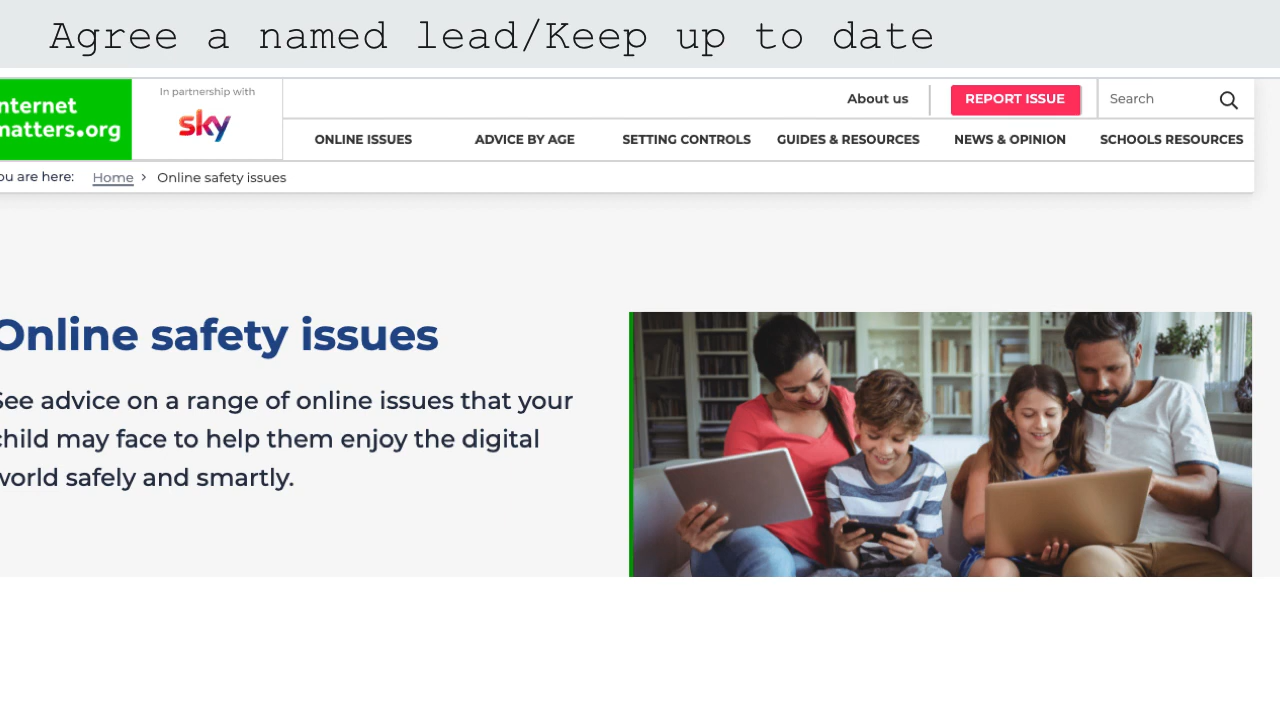 Agree a named lead/Keep up to date
nternet
matters.org
In partnership with
sky
About us
REPORT ISSUE
Search
ONLINE ISSUES
ADVICE BY AGE
SETTING CONTROLS
GUIDES & RESOURCES
NEWS & OPINION
SCHOOLS RESOURCES
ou are here: Home > Online safety issues
Online safety issues
See advice on a range of online issues that your
child may face to help them enjoy the digital
world safely and smartly.